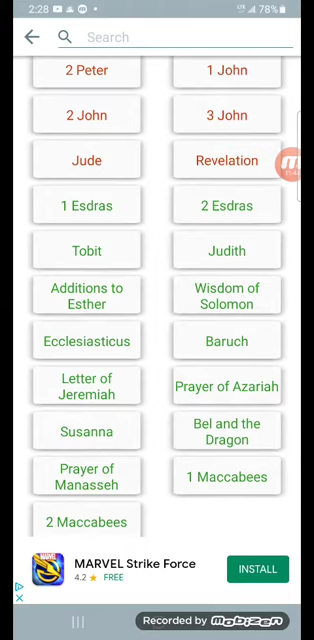 2:28
LTE 78%
Search
2 Peter
1 John
2 John
3 John
Jude
Revelation
1 Esdras
2 Esdras
Tobit
Judith
Additions to
Esther
Wisdom of
Solomon
Ecclesiasticus
Baruch
Letter of
Jeremiah
Prayer of Azariah
Susanna
Bel and the
Dragon
Prayer of
Manasseh
1 Maccabees
2 Maccabees
MARVEL Strike Force
4.2 ★ FREE
INSTALL
Recorded by mobizen